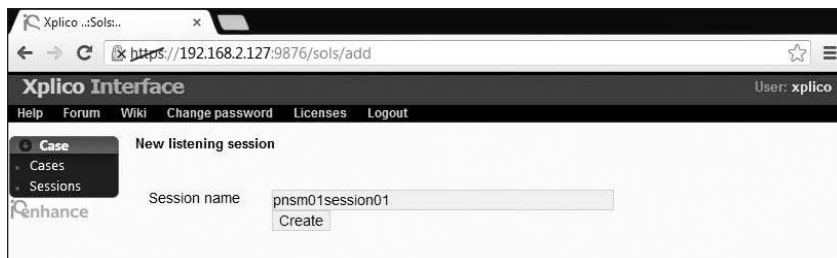 Xplico ..:Sols:..
https://192.168.2.127:9876/sols/add
Xplico Interface
User: xplico
Help Forum Wiki Change password Licenses Logout
Case
New listening session
Cases
Sessions
Session name pnsm01session01
enhance
Create